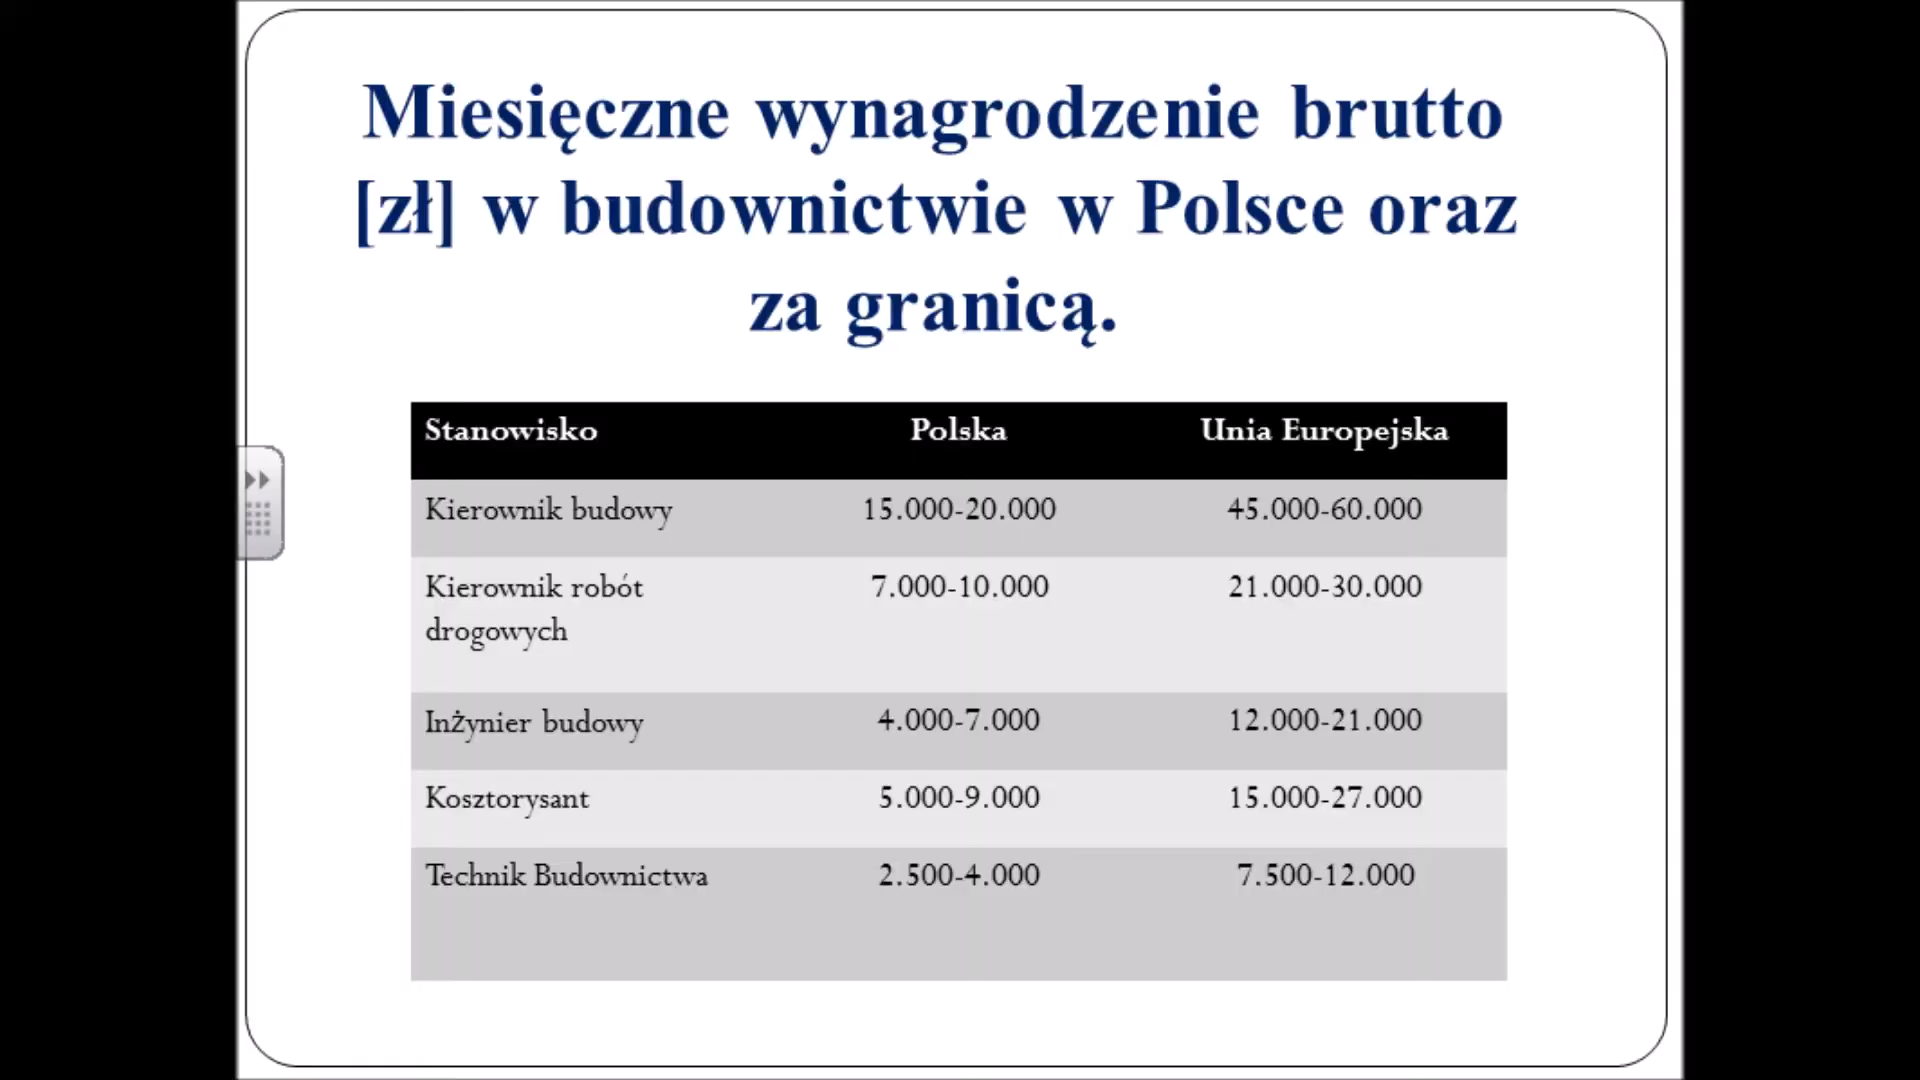 Miesięczne wynagrodzenie brutto
[zł] w budownictwie w Polsce oraz
za granicą.
Stanowisko Polska Unia Europejska
Kierownik budowy 15.000-20.000 45.000-60.000
Kierownik robót 7.000-10.000 21.000-30.000
drogowych
Inżynier budowy 4.000-7.000 12.000-21.000
Kosztorysant 5.000-9.000 15.000-27.000
Technik Budownictwa 2.500-4.000 7.500-12.000